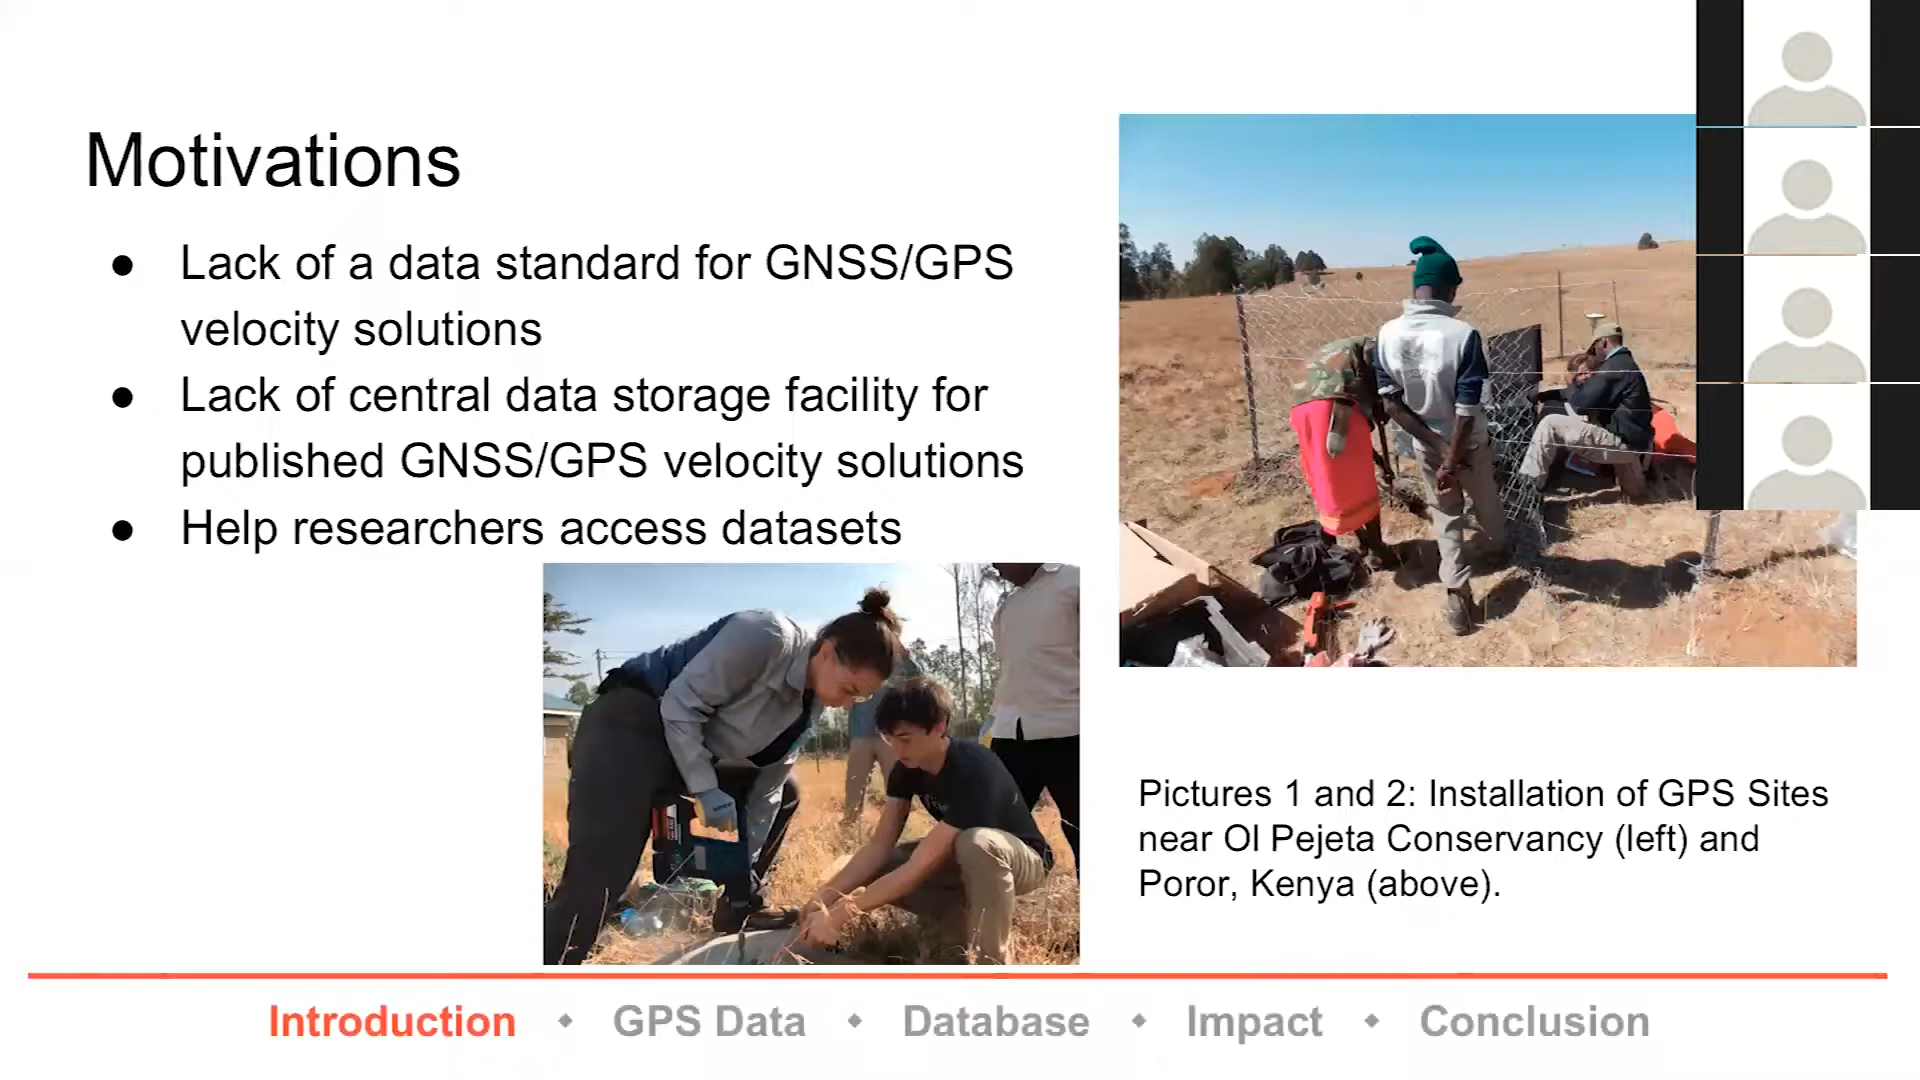 Motivations
● Lack of a data standard for GNSS/GPS
velocity solutions
● Lack of central data storage facility for
published GNSS/GPS velocity solutions
● Help researchers access datasets
Pictures 1 and 2: Installation of GPS Sites
near Ol Pejeta Conservancy (left) and
Poror, Kenya (above).
Introduction ◆ GPS Data ◆ Database ◆ Impact ◆ Conclusion